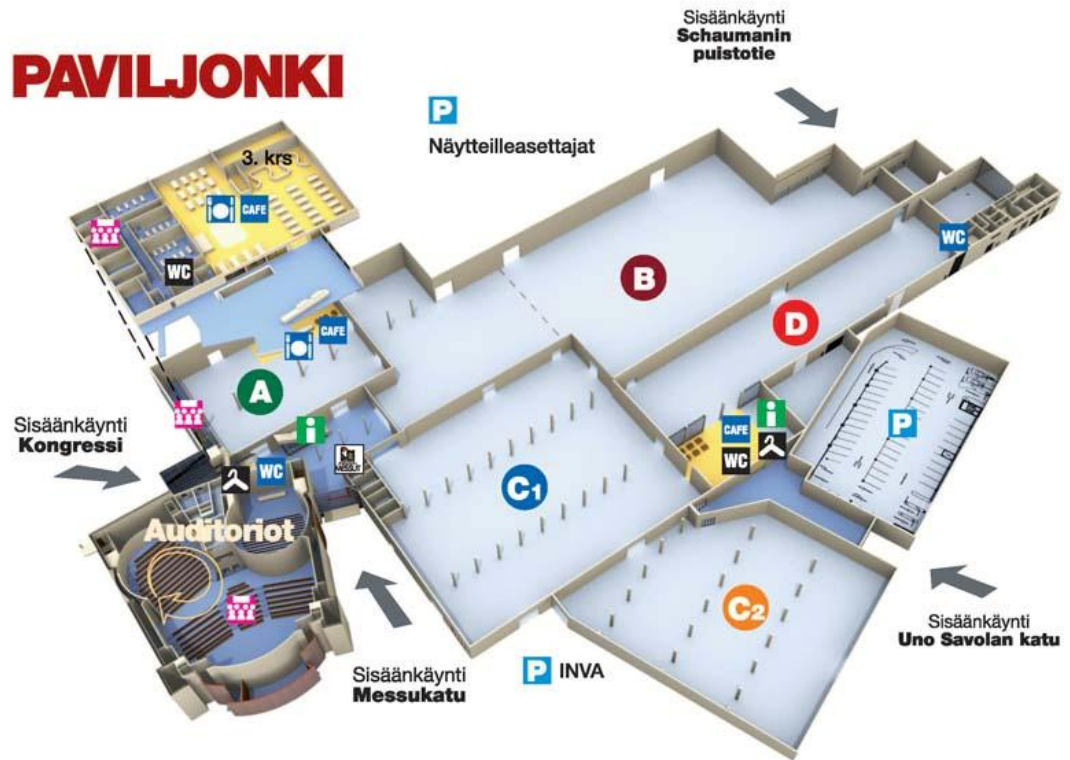 Sisäänkäynti
Schaumanin
puistotie
PAVILJONKI
P
Näytteilleasettajat
3. krs
CAFE
WC
WC
B
D
CAFE
A
i
i
P
Sisäänkäynti
Kongressi
CAFE
WC
WC
MESSUT
C1
Auditoriot
C2
Sisäänkäynti
Uno Savolan katu
Sisäänkäynti
Messukatu
P INVA